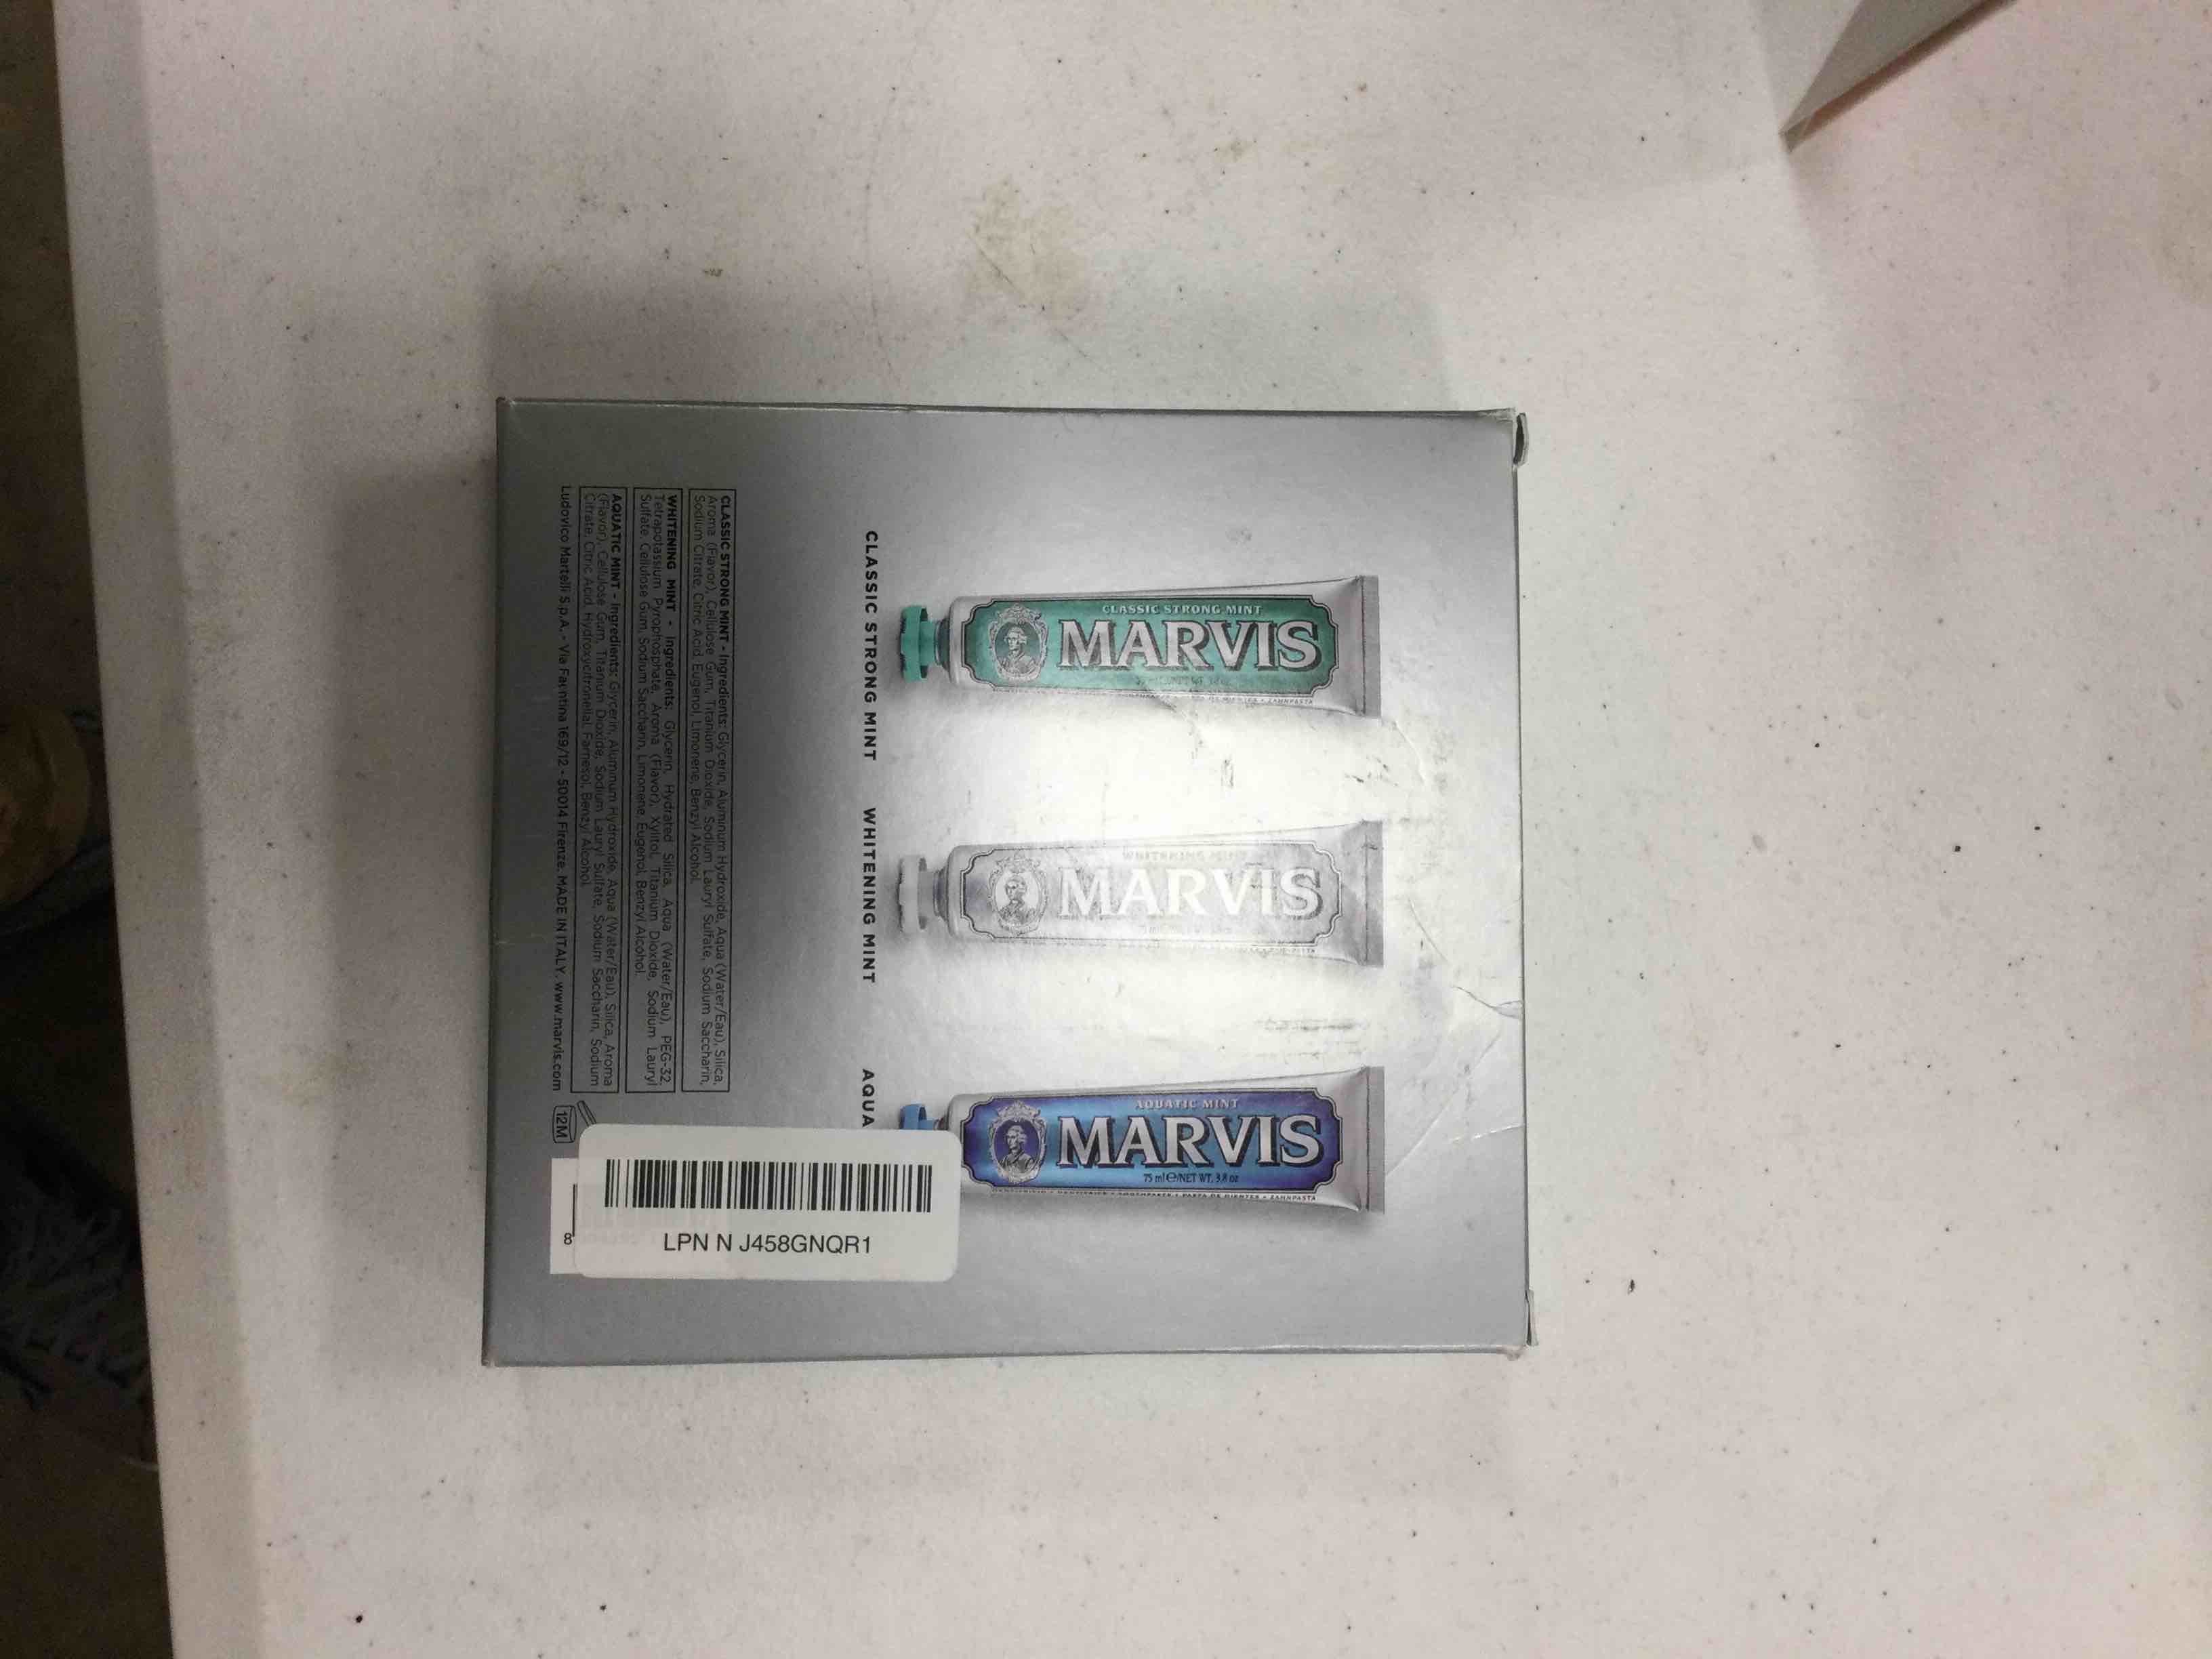 CLASSIC STRONG MINT
MARVIS
WHITENING MINT
MARVIS
AQUATIC MINT
MARVIS
75 ml ℮/NET WT. 3.8 oz
CLASSIC STRONG MINT
WHITENING MINT
AQUA
CLASSIC STRONG MINT - Ingredients: Glycerin, Aluminum Hydroxide, Aqua (Water/Eau), Silica,
Aroma (Flavor), Cellulose Gum, Titanium Dioxide, Sodium Lauryl Sulfate, Sodium Saccharin,
Sodium Citrate, Citric Acid, Eugenol, Limonene, Benzyl Alcohol.
WHITENING MINT - Ingredients: Glycerin, Hydrated Silica, Aqua (Water/Eau), PEG-32,
Tetrapotassium Pyrophosphate, Aroma (Flavor), Xylitol, Titanium Dioxide, Sodium Lauryl
Sulfate, Cellulose Gum, Sodium Saccharin, Limonene, Eugenol, Benzyl Alcohol.
AQUATIC MINT - Ingredients: Glycerin, Aluminum Hydroxide, Aqua (Water/Eau), Silica, Aroma
(Flavor), Cellulose Gum, Titanium Dioxide, Sodium Lauryl Sulfate, Sodium Saccharin, Sodium
Citrate, Citric Acid, Hydroxycitronellal, Farnesol, Benzyl Alcohol.
Ludovico Martelli S.p.A. - Via Faentina 169/12 - 50014 Firenze. MADE IN ITALY. www.marvis.com
12M
8
LPN N J458GNQR1